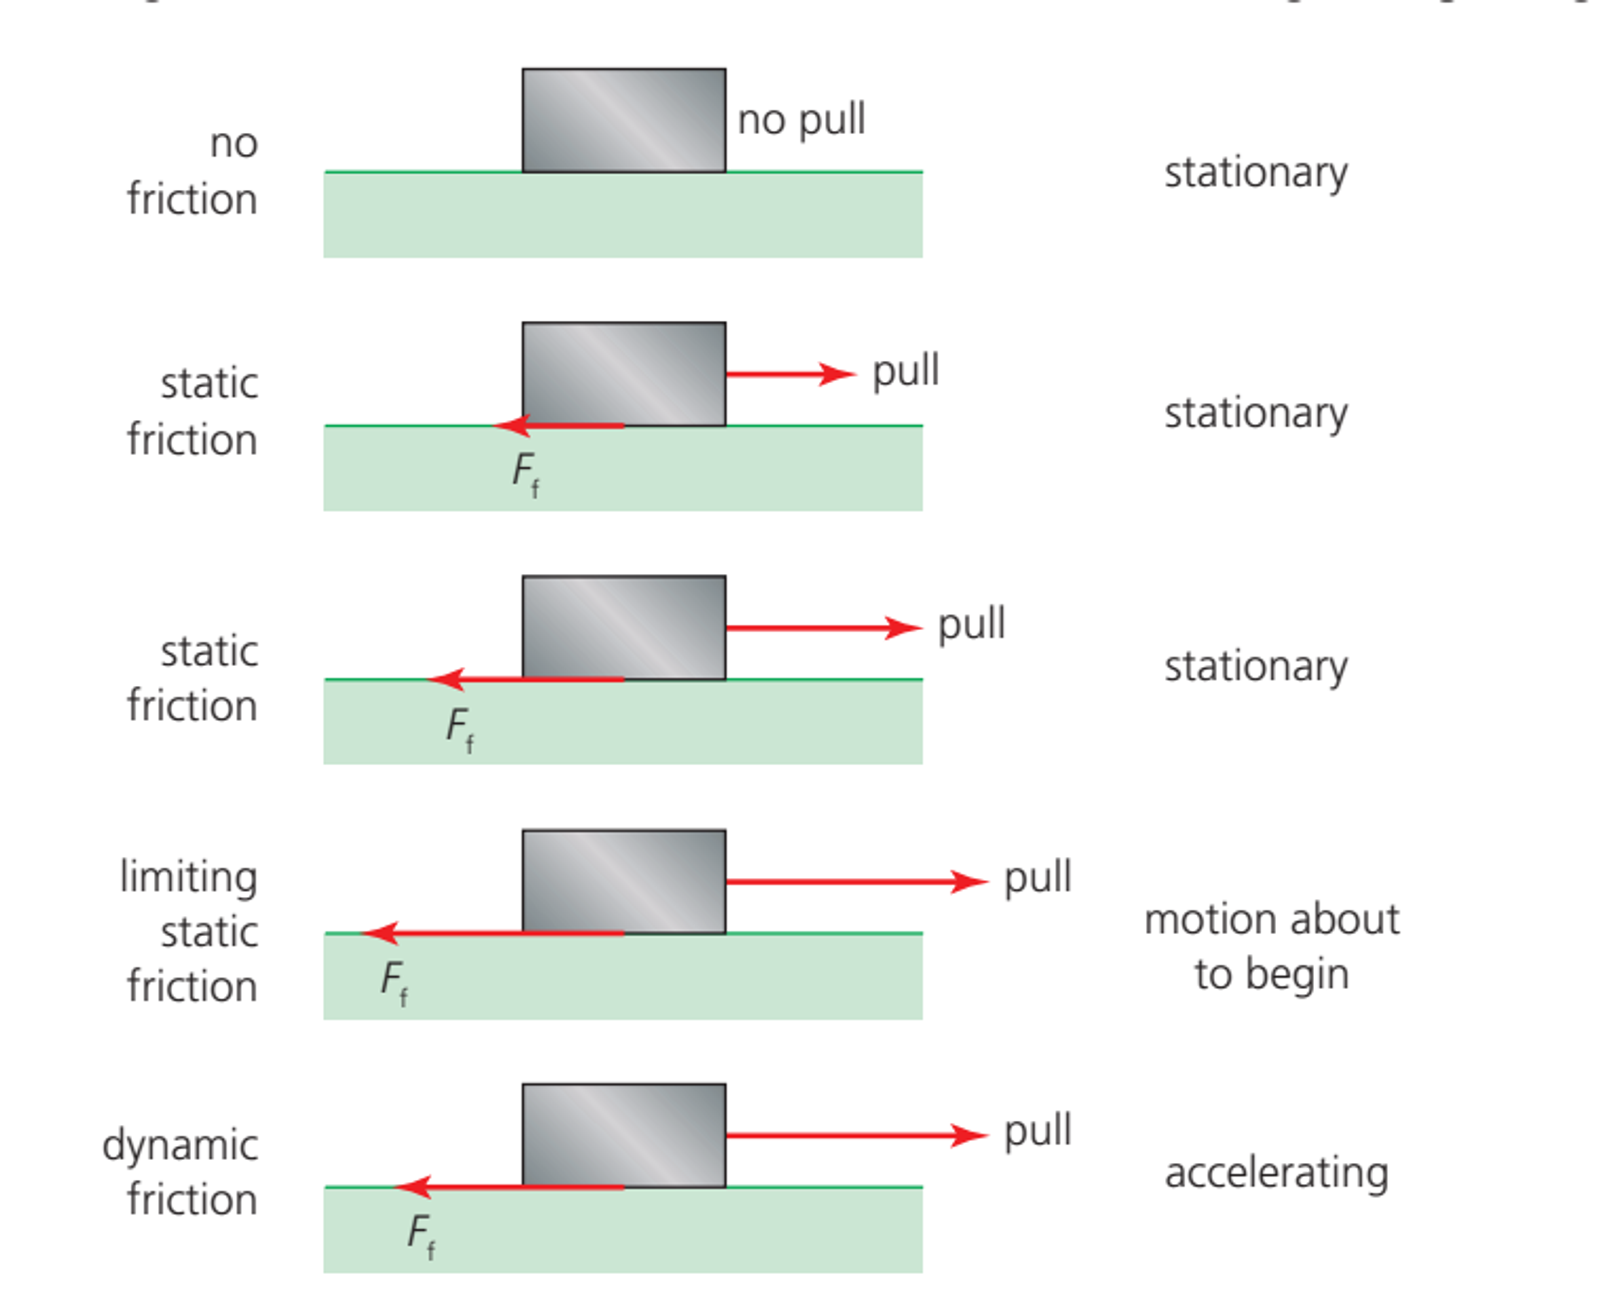 no
friction
no pull
stationary
static
friction
pull
F_f
stationary
static
friction
pull
F_f
stationary
limiting
static
friction
pull
F_f
motion about
to begin
dynamic
friction
pull
F_f
accelerating